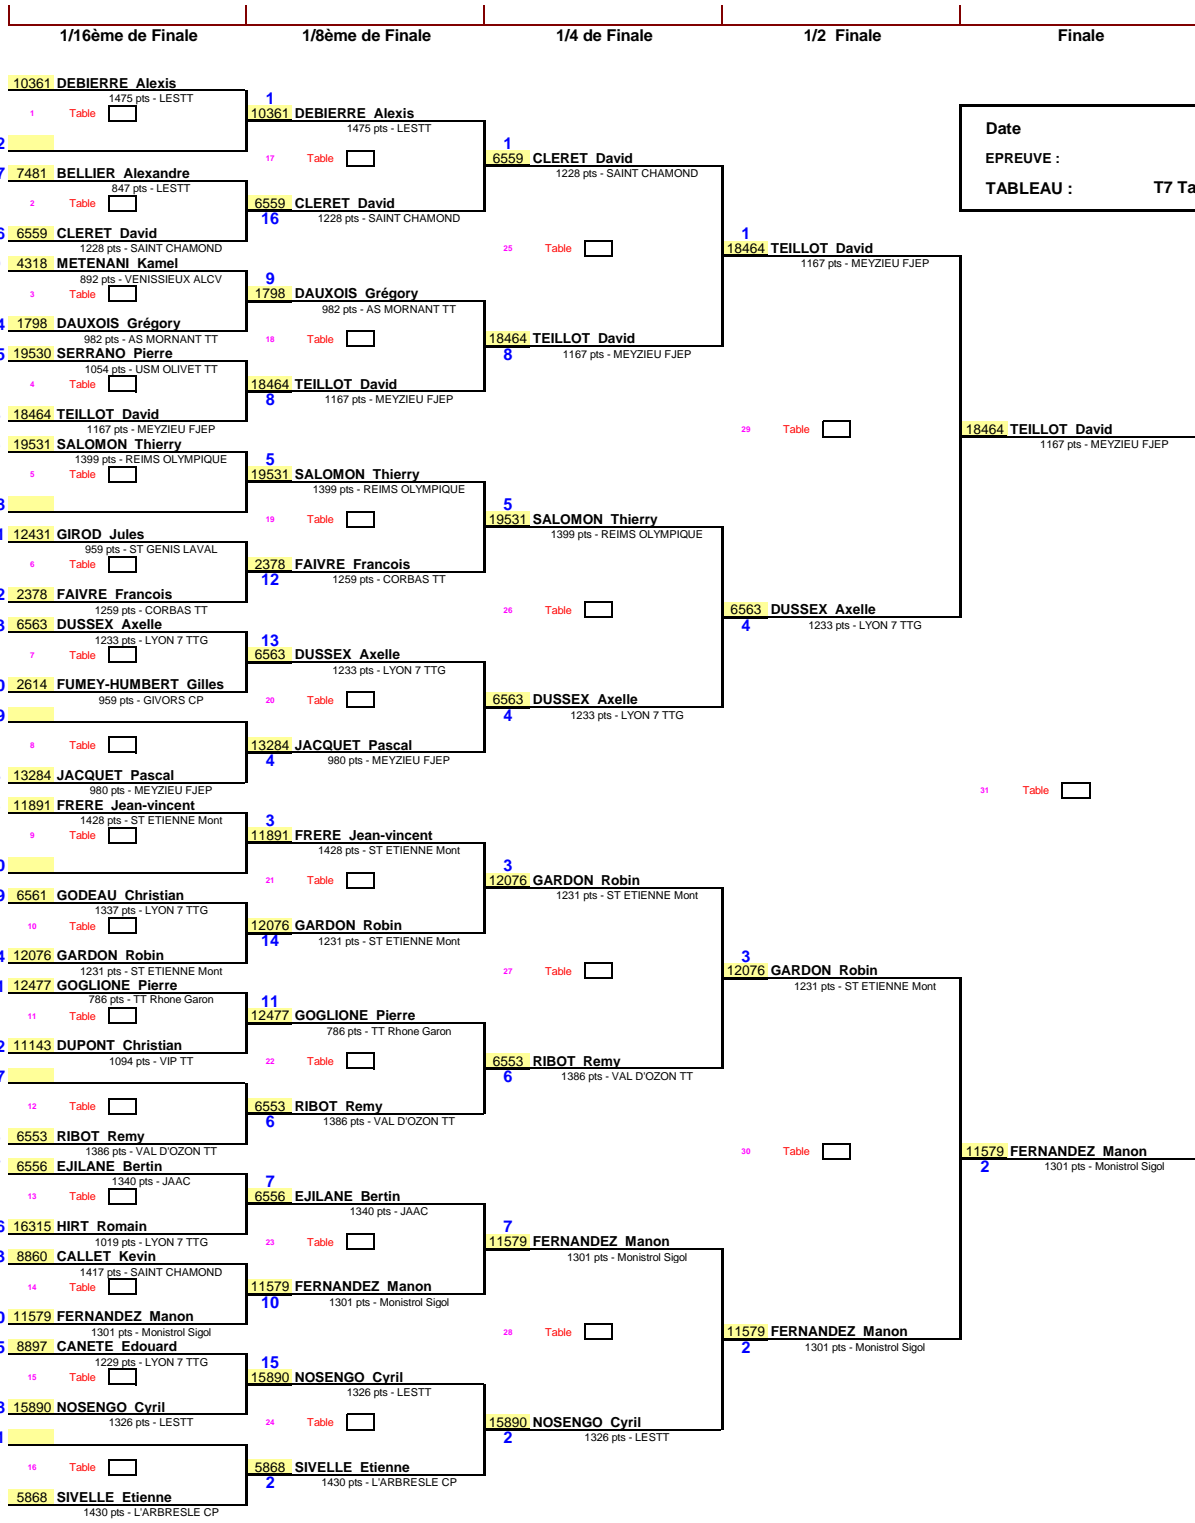 1/16ème de Finale 1/8ème de Finale 1/4 de Finale 1/2 Finale Finale
10361 DEBIERRE Alexis
1475 pts - LESTT
1 Table
2
7 7481 BELLIER Alexandre
847 pts - LESTT
2 Table
6 6559 CLERET David
1228 pts - SAINT CHAMOND
4318 METENANI Kamel
892 pts - VENISSIEUX ALCV
3 Table
4 1798 DAUXOIS Grégory
982 pts - AS MORNANT TT
5 19530 SERRANO Pierre
1054 pts - USM OLIVET TT
4 Table
18464 TEILLOT David
1167 pts - MEYZIEU FJEP
19531 SALOMON Thierry
1399 pts - REIMS OLYMPIQUE
5 Table
3
1 12431 GIROD Jules
959 pts - ST GENIS LAVAL
6 Table
2 2378 FAIVRE Francois
1259 pts - CORBAS TT
3 6563 DUSSEX Axelle
1233 pts - LYON 7 TTG
7 Table
0 2614 FUMEY-HUMBERT Gilles
959 pts - GIVORS CP
9
8 Table
13284 JACQUET Pascal
980 pts - MEYZIEU FJEP
11891 FRERE Jean-vincent
1428 pts - ST ETIENNE Mont
9 Table
0
9 6561 GODEAU Christian
1337 pts - LYON 7 TTG
10 Table
4 12076 GARDON Robin
1231 pts - ST ETIENNE Mont
1 12477 GOGLIONE Pierre
786 pts - TT Rhone Garon
11 Table
2 11143 DUPONT Christian
1094 pts - VIP TT
7
12 Table
6553 RIBOT Remy
1386 pts - VAL D'OZON TT
6556 EJILANE Bertin
1340 pts - JAAC
13 Table
6 16315 HIRT Romain
1019 pts - LYON 7 TTG
3 8860 CALLET Kevin
1417 pts - SAINT CHAMOND
14 Table
0 11579 FERNANDEZ Manon
1301 pts - Monistrol Sigol
5 8897 CANETE Edouard
1229 pts - LYON 7 TTG
15 Table
8 15890 NOSENGO Cyril
1326 pts - LESTT
1
16 Table
5868 SIVELLE Etienne
1430 pts - L'ARBRESLE CP
1
10361 DEBIERRE Alexis
1475 pts - LESTT
17 Table
6559 CLERET David
16 1228 pts - SAINT CHAMOND
9
1798 DAUXOIS Grégory
982 pts - AS MORNANT TT
18 Table
18464 TEILLOT David
8 1167 pts - MEYZIEU FJEP
5
19531 SALOMON Thierry
1399 pts - REIMS OLYMPIQUE
19 Table
2378 FAIVRE Francois
12 1259 pts - CORBAS TT
13
6563 DUSSEX Axelle
1233 pts - LYON 7 TTG
20 Table
13284 JACQUET Pascal
4 980 pts - MEYZIEU FJEP
3
11891 FRERE Jean-vincent
1428 pts - ST ETIENNE Mont
21 Table
12076 GARDON Robin
14 1231 pts - ST ETIENNE Mont
11
12477 GOGLIONE Pierre
786 pts - TT Rhone Garon
22 Table
6553 RIBOT Remy
6 1386 pts - VAL D'OZON TT
7
6556 EJILANE Bertin
1340 pts - JAAC
23 Table
11579 FERNANDEZ Manon
10 1301 pts - Monistrol Sigol
15
15890 NOSENGO Cyril
1326 pts - LESTT
24 Table
5868 SIVELLE Etienne
2 1430 pts - L'ARBRESLE CP
1
6559 CLERET David
1228 pts - SAINT CHAMOND
25 Table
18464 TEILLOT David
8 1167 pts - MEYZIEU FJEP
5
19531 SALOMON Thierry
1399 pts - REIMS OLYMPIQUE
26 Table
6563 DUSSEX Axelle
4 1233 pts - LYON 7 TTG
3
12076 GARDON Robin
1231 pts - ST ETIENNE Mont
27 Table
6553 RIBOT Remy
6 1386 pts - VAL D'OZON TT
7
11579 FERNANDEZ Manon
1301 pts - Monistrol Sigol
28 Table
15890 NOSENGO Cyril
2 1326 pts - LESTT
1
18464 TEILLOT David
1167 pts - MEYZIEU FJEP
29 Table
6563 DUSSEX Axelle
4 1233 pts - LYON 7 TTG
3
12076 GARDON Robin
1231 pts - ST ETIENNE Mont
30 Table
11579 FERNANDEZ Manon
2 1301 pts - Monistrol Sigol
Date
EPREUVE :
TABLEAU : T7 Ta
18464 TEILLOT David
1167 pts - MEYZIEU FJEP
31 Table
11579 FERNANDEZ Manon
2 1301 pts - Monistrol Sigol